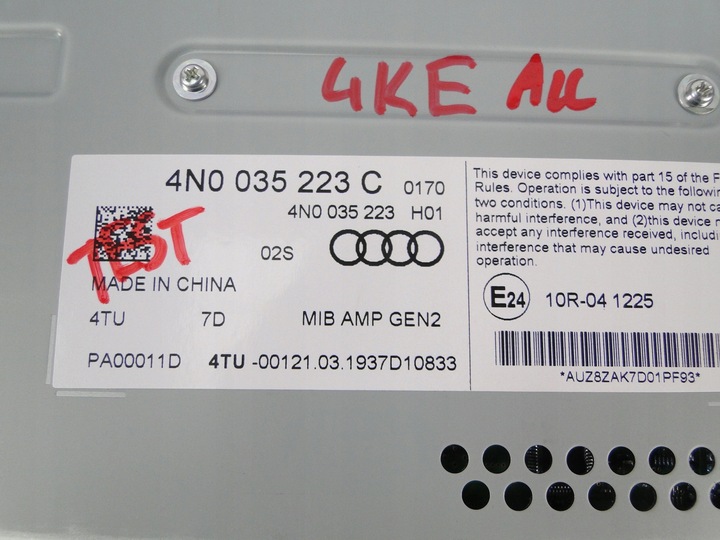 4KE ALL
4N0 035 223 C 0170
4N0 035 223 H01
TEST
02S
MADE IN CHINA
4TU 7D MIB AMP GEN2
PA00011D 4TU -00121.03.1937D10833
This device complies with part 15 of the F
Rules. Operation is subject to the followin
two conditions. (1)This device may not ca
harmful interference, and (2)this device r
accept any interference received, includi
interference that may cause undesired
operation.
E24 10R-04 1225
*AUZ8ZAK7D01PF93*